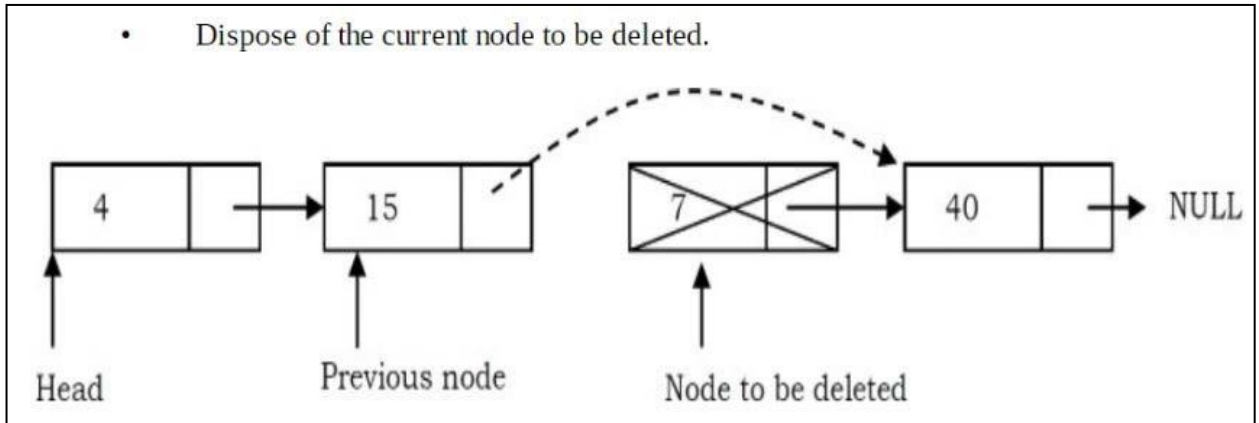 • Dispose of the current node to be deleted.
4 15 7 40 NULL
Head Previous node Node to be deleted